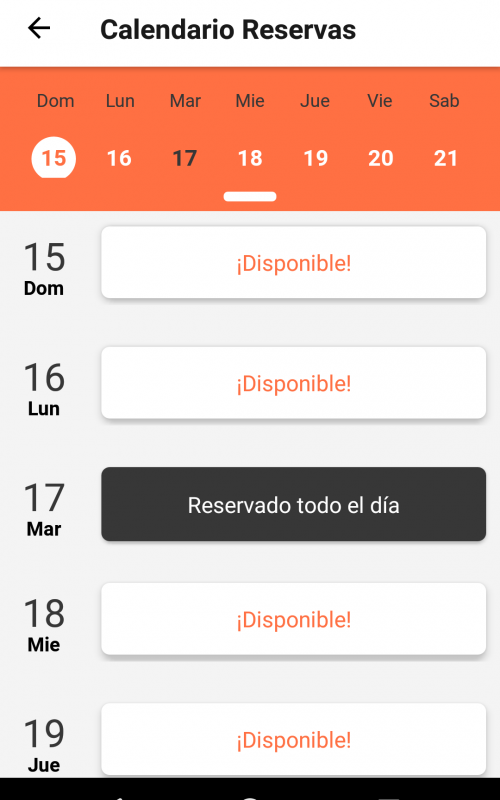 Calendario Reservas
Dom Lun Mar Mie Jue Vie Sab
15 16 17 18 19 20 21
15
Dom
¡Disponible!
16
Lun
¡Disponible!
17
Mar
Reservado todo el día
18
Mie
¡Disponible!
19
Jue
¡Disponible!